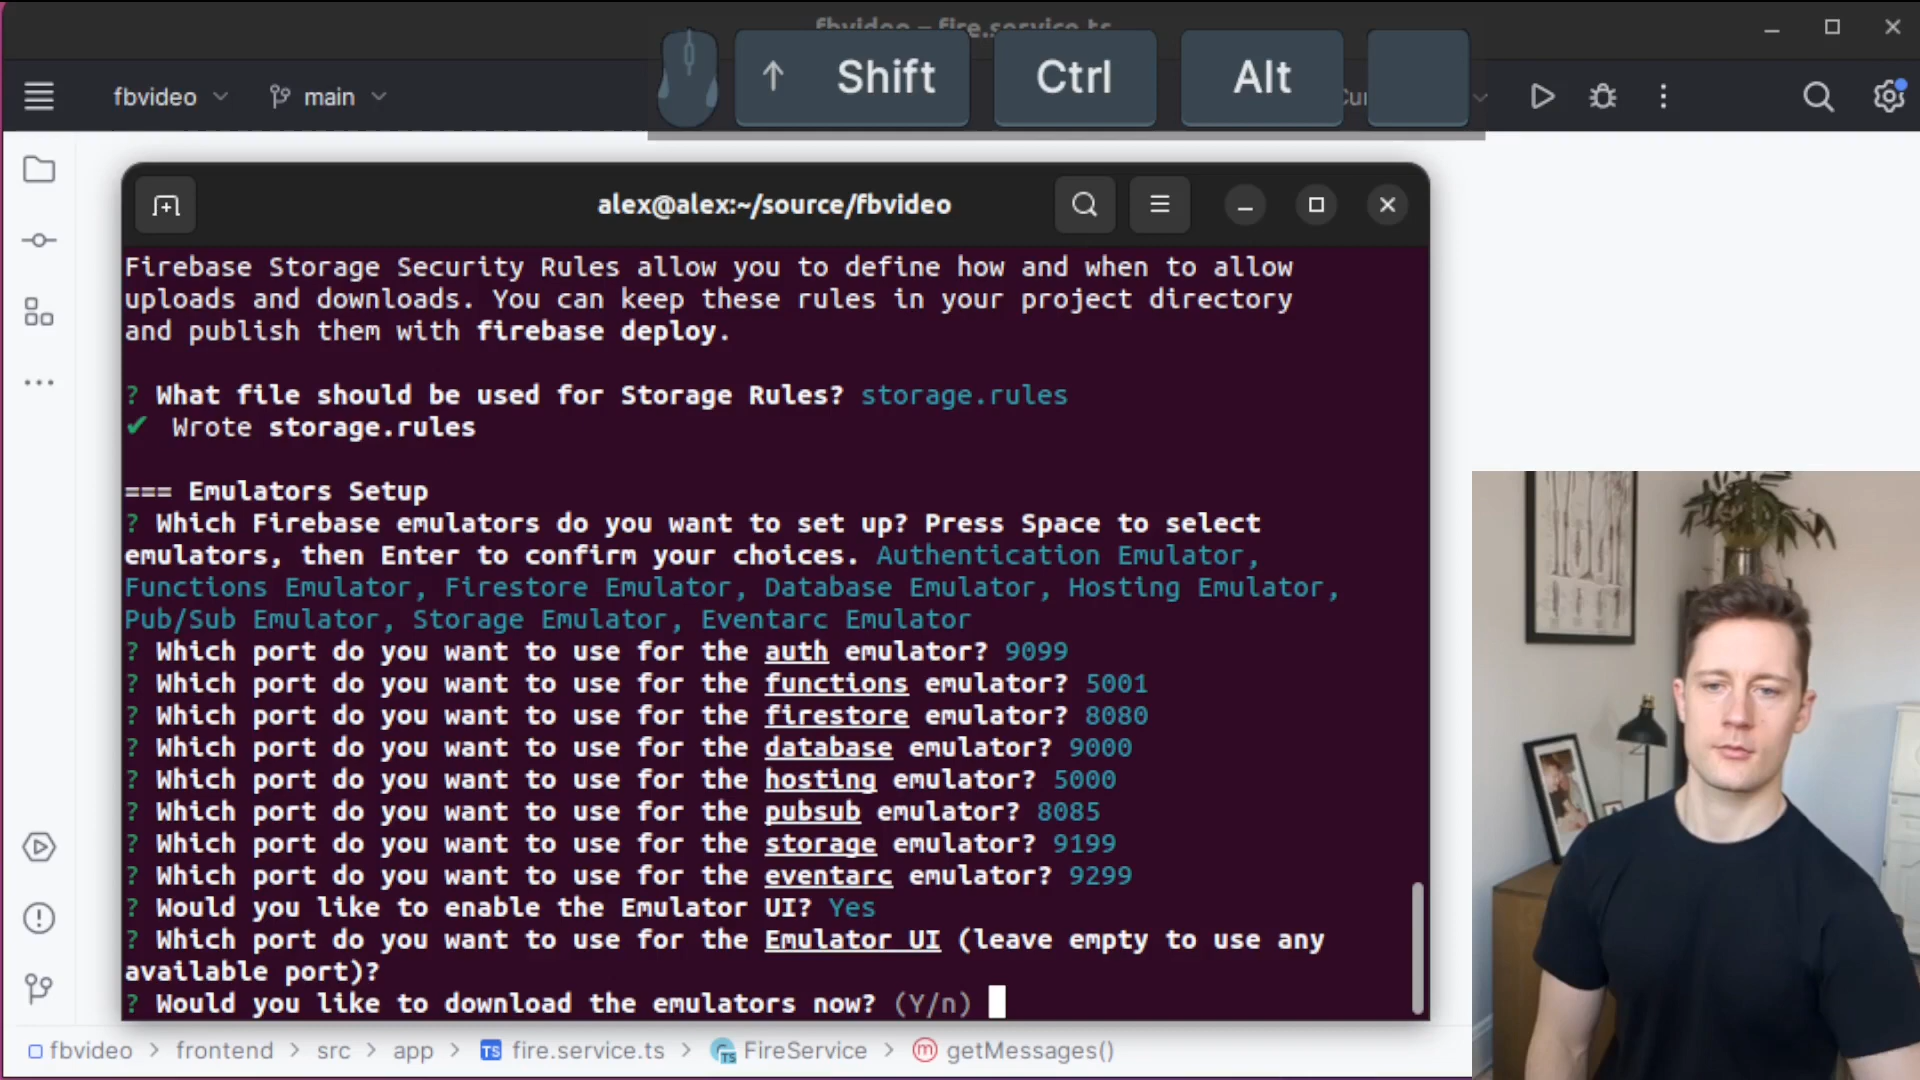 fbvideo – fire.service.ts
↑ Shift
Ctrl
Alt
fbvideo
main
Cur
alex@alex:~/source/fbvideo
Firebase Storage Security Rules allow you to define how and when to allow
uploads and downloads. You can keep these rules in your project directory
and publish them with firebase deploy.
? What file should be used for Storage Rules? storage.rules
✔ Wrote storage.rules
=== Emulators Setup
? Which Firebase emulators do you want to set up? Press Space to select
emulators, then Enter to confirm your choices. Authentication Emulator,
Functions Emulator, Firestore Emulator, Database Emulator, Hosting Emulator,
Pub/Sub Emulator, Storage Emulator, Eventarc Emulator
? Which port do you want to use for the auth emulator? 9099
? Which port do you want to use for the functions emulator? 5001
? Which port do you want to use for the firestore emulator? 8080
? Which port do you want to use for the database emulator? 9000
? Which port do you want to use for the hosting emulator? 5000
? Which port do you want to use for the pubsub emulator? 8085
? Which port do you want to use for the storage emulator? 9199
? Which port do you want to use for the eventarc emulator? 9299
? Would you like to enable the Emulator UI? Yes
? Which port do you want to use for the Emulator UI (leave empty to use any
available port)?
? Would you like to download the emulators now? (Y/n)
fbvideo > frontend > src > app > TS fire.service.ts > TS FireService > m getMessages()